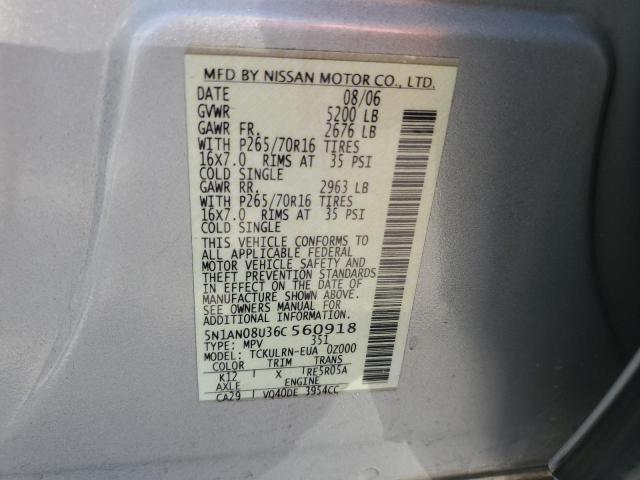 MFD BY NISSAN MOTOR CO., LTD.
DATE 08/06
GVWR 5200 LB
GAWR FR. 2676 LB
WITH P265/70R16 TIRES
16X7.0 RIMS AT 35 PSI
COLD SINGLE
GAWR RR. 2963 LB
WITH P265/70R16 TIRES
16X7.0 RIMS AT 35 PSI
COLD SINGLE
THIS VEHICLE CONFORMS TO
ALL APPLICABLE FEDERAL
MOTOR VEHICLE SAFETY AND
THEFT PREVENTION STANDARDS
IN EFFECT ON THE DATE OF
MANUFACTURE SHOWN ABOVE.
SEE OWNERS MANUAL FOR
ADDITIONAL INFORMATION.
5N1AN08U36C560918
TYPE: MPV 351
MODEL: TCKULRN-EUA 0Z000
COLOR TRIM TRANS
K12 X RE5R05A
AXLE ENGINE
CA29 VQ40DE 3954CC